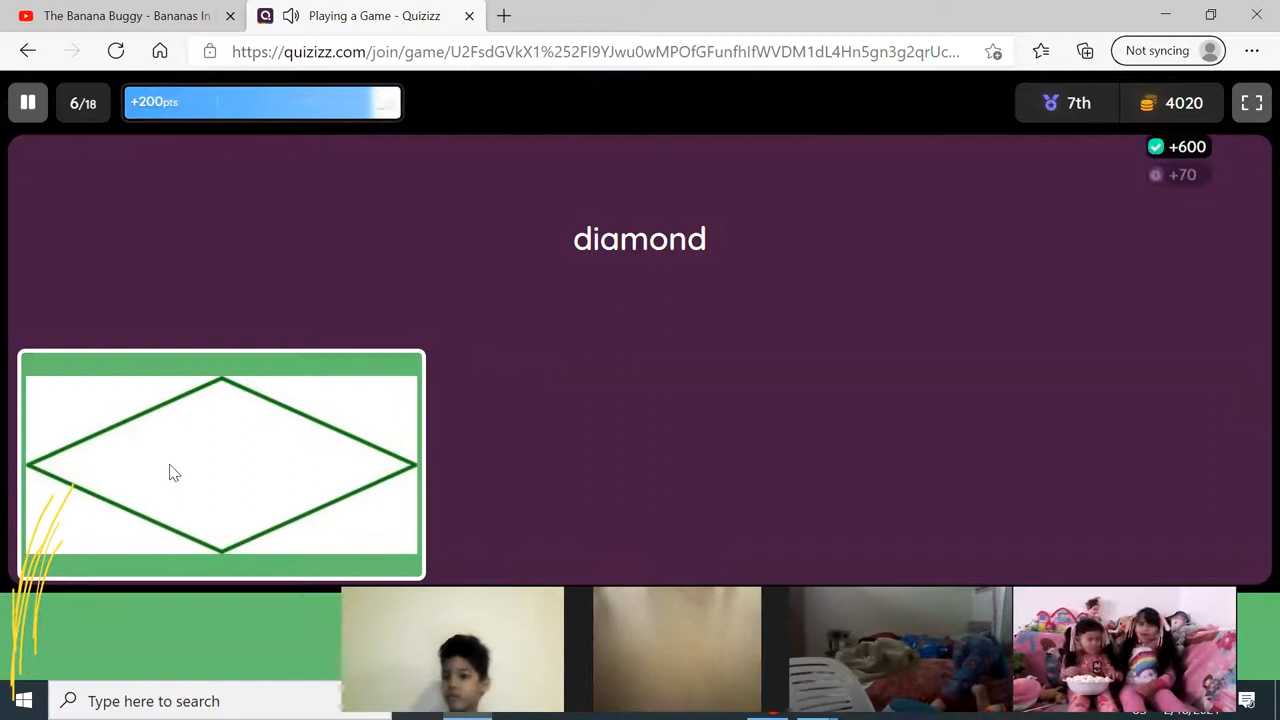 The Banana Buggy - Bananas In
Playing a Game - Quizizz
https://quizizz.com/join/game/U2FsdGVkX1%252FI9YJwu0wMPOfGFunfhIfWVDM1dL4Hn5gn3g2qrUc...
Not syncing
6/18
+200pts
7th
4020
+600
+70
diamond
Type here to search